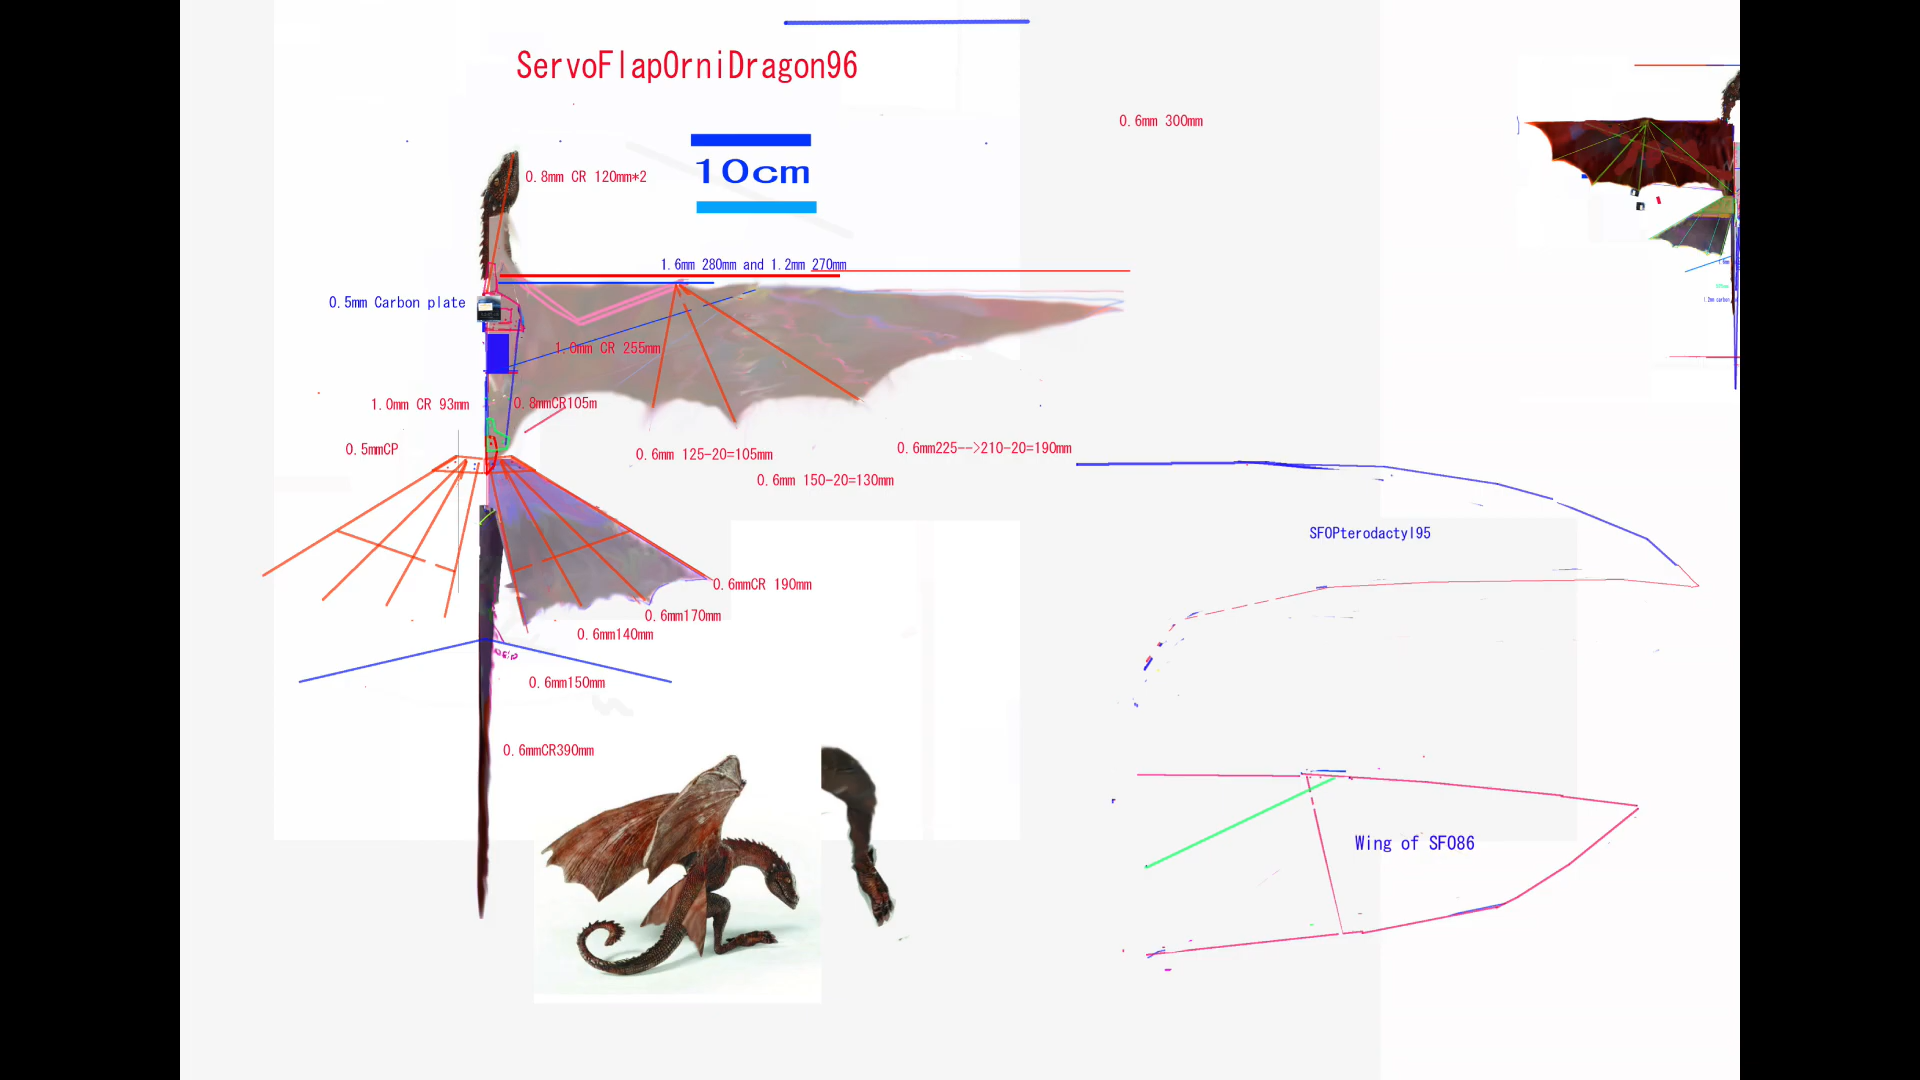 ServoFlapOrniDragon96
0.6mm 300mm
10cm
0.8mm CR 120mm*2
1.6mm 280mm and 1.2mm 270mm
0.5mm Carbon plate
1.0mm CR 255mm
1.0mm CR 93mm
0.8mmCR105m
0.5mmCP
0.6mm 125-20=105mm
0.6mm225-->210-20=190mm
0.6mm 150-20=130mm
SFOPterodactyl95
0.6mmCR 190mm
0.6mm170mm
0.6mm140mm
0.6mm150mm
0.6mmCR390mm
Wing of SFO86